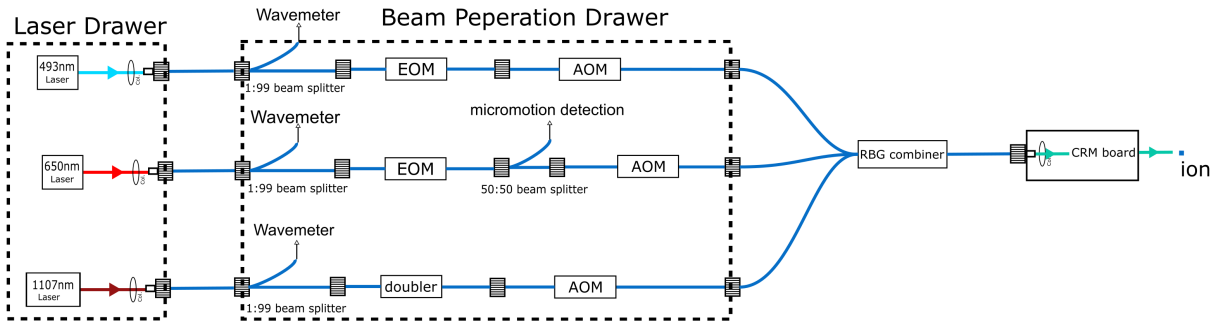 Laser Drawer
Beam Peperation Drawer
Wavemeter
493nm
Laser
EOM
AOM
1:99 beam splitter
Wavemeter
micromotion detection
650nm
Laser
EOM
AOM
1:99 beam splitter
50:50 beam splitter
RBG combiner
CRM board
ion
Wavemeter
1107nm
Laser
doubler
AOM
1:99 beam splitter